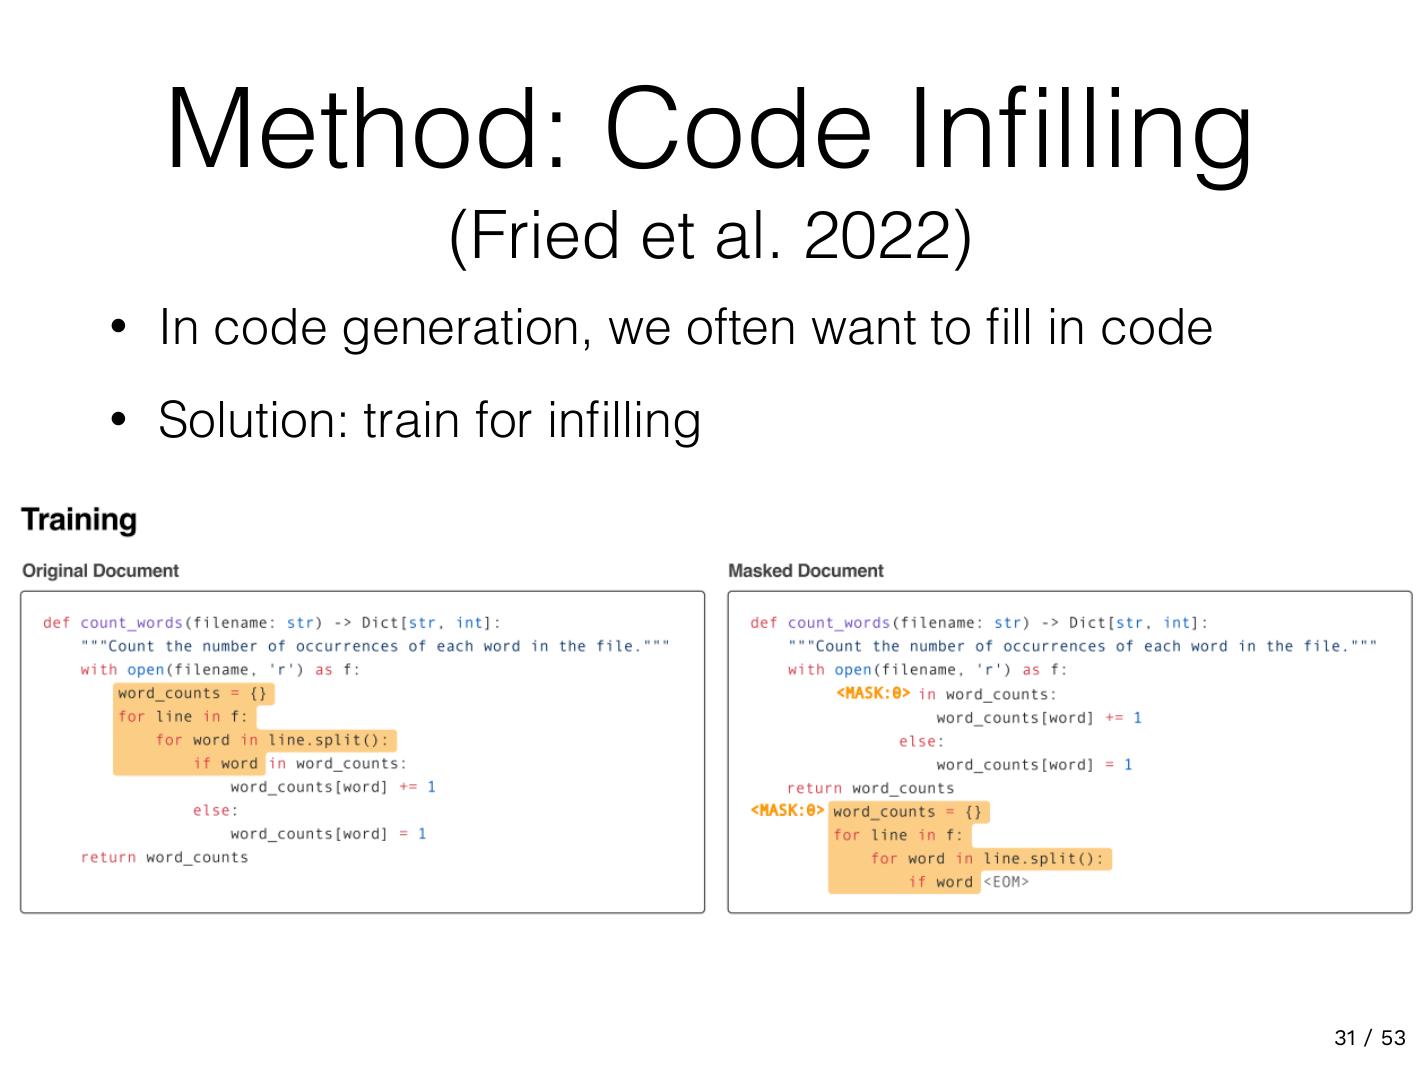 Method: Code Infilling
(Fried et al. 2022)
• In code generation, we often want to fill in code
• Solution: train for infilling
Training
Original Document
def count_words(filename: str) -> Dict[str, int]:
    """Count the number of occurrences of each word in the file."""
    with open(filename, 'r') as f:
        word_counts = {}
        for line in f:
            for word in line.split():
                if word in word_counts:
                    word_counts[word] += 1
                else:
                    word_counts[word] = 1
    return word_counts
Masked Document
def count_words(filename: str) -> Dict[str, int]:
    """Count the number of occurrences of each word in the file."""
    with open(filename, 'r') as f:
        <MASK:0> in word_counts:
                    word_counts[word] += 1
                else:
                    word_counts[word] = 1
    return word_counts
<MASK:0> word_counts = {}
        for line in f:
            for word in line.split():
                if word <EOM>
31 / 53